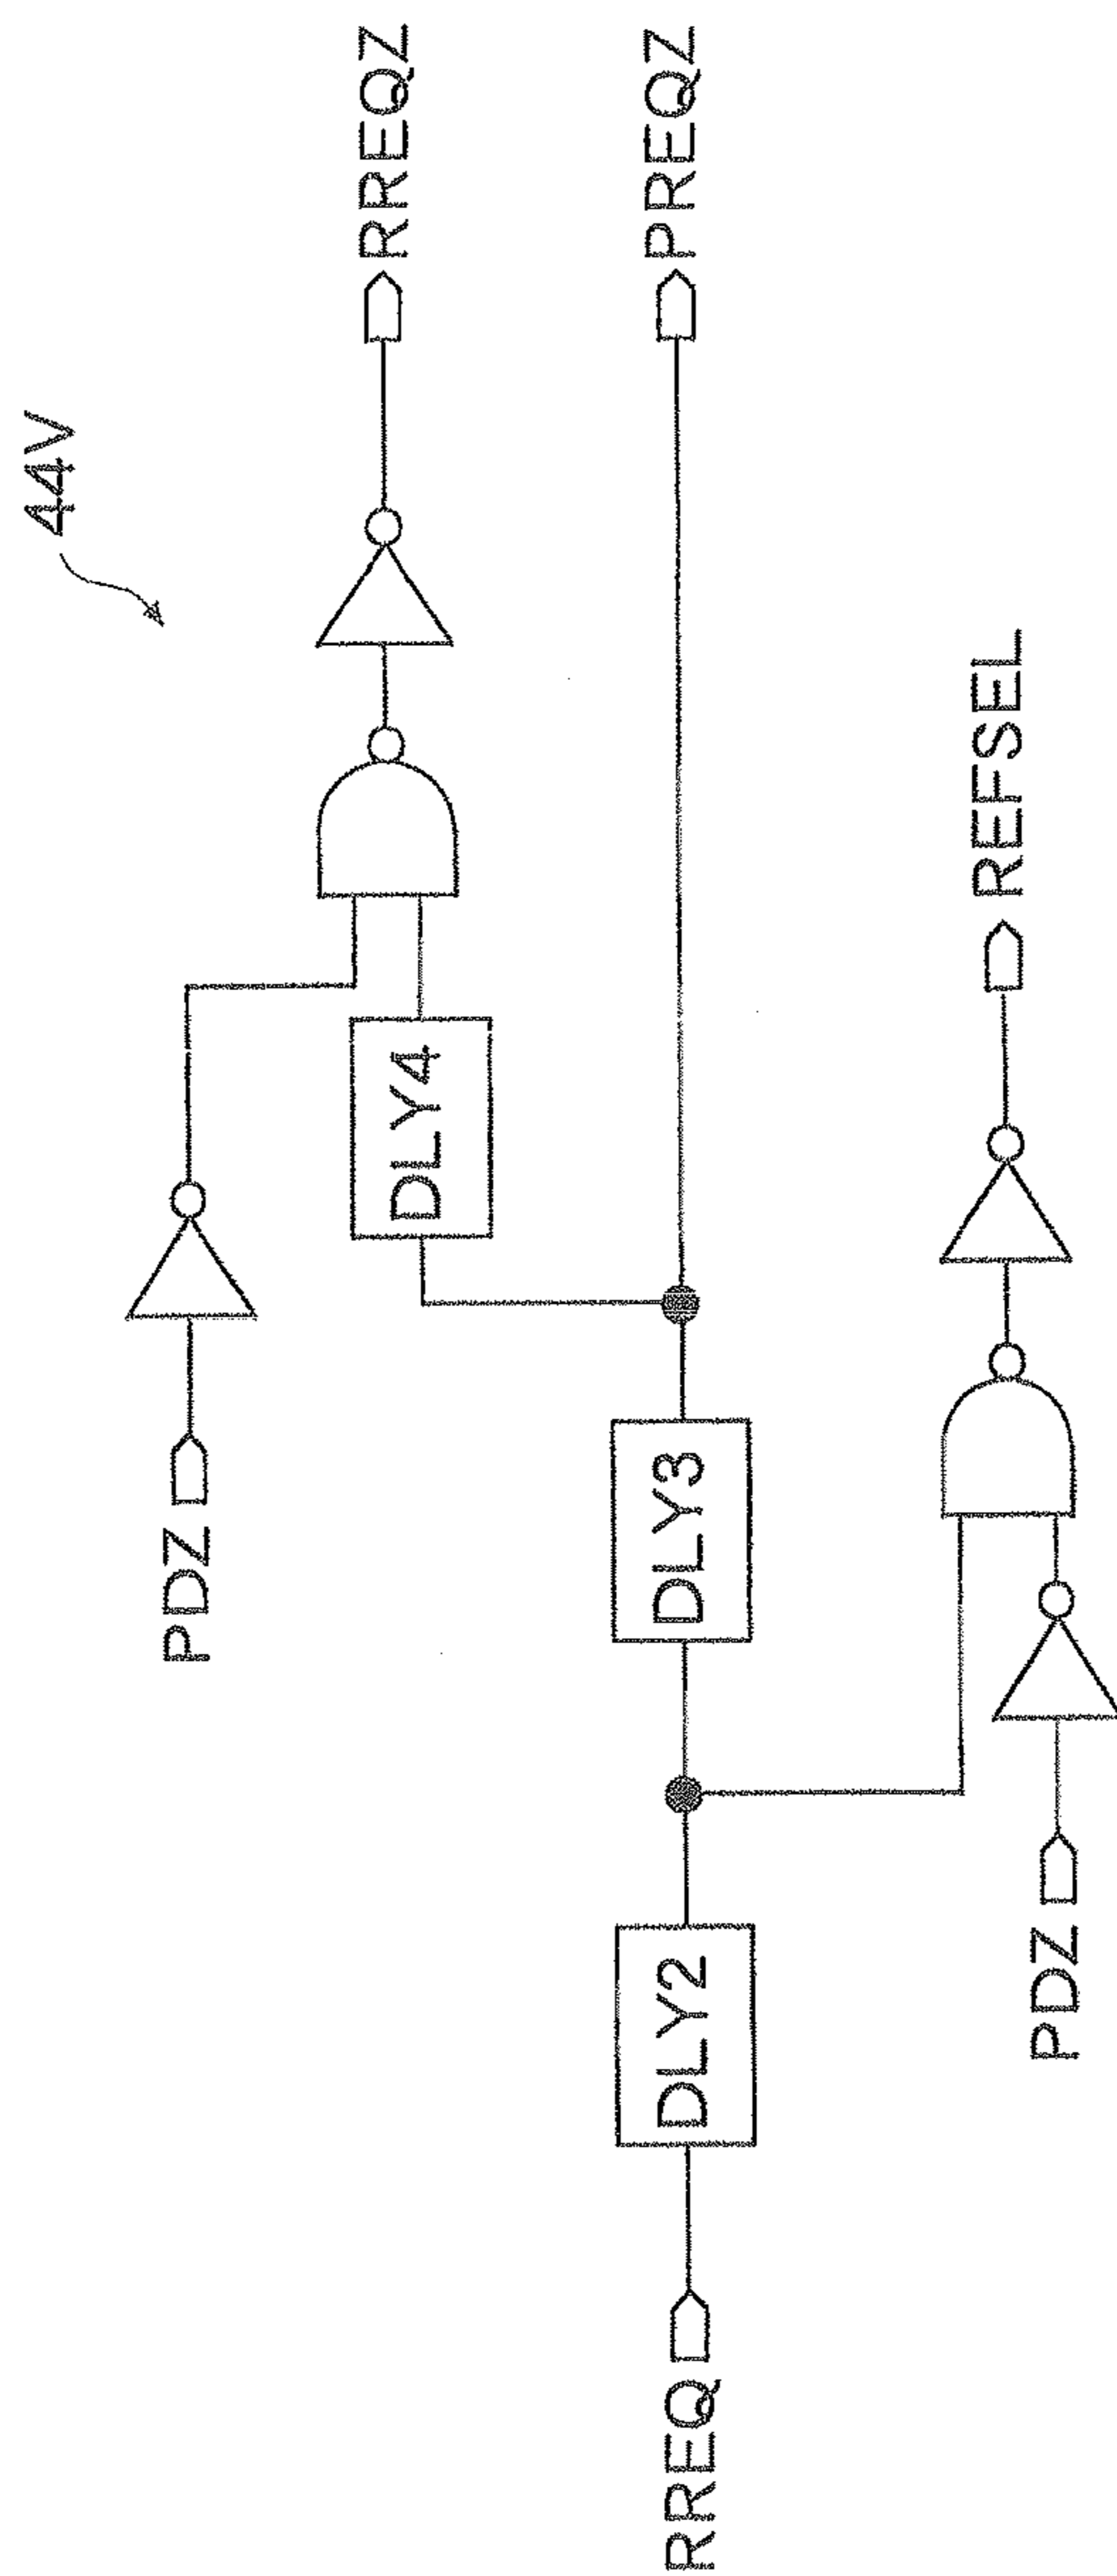 44V
PDZ
DLY4
RREQZ
RREQ
DLY2
DLY3
PREQZ
PDZ
REFSEL